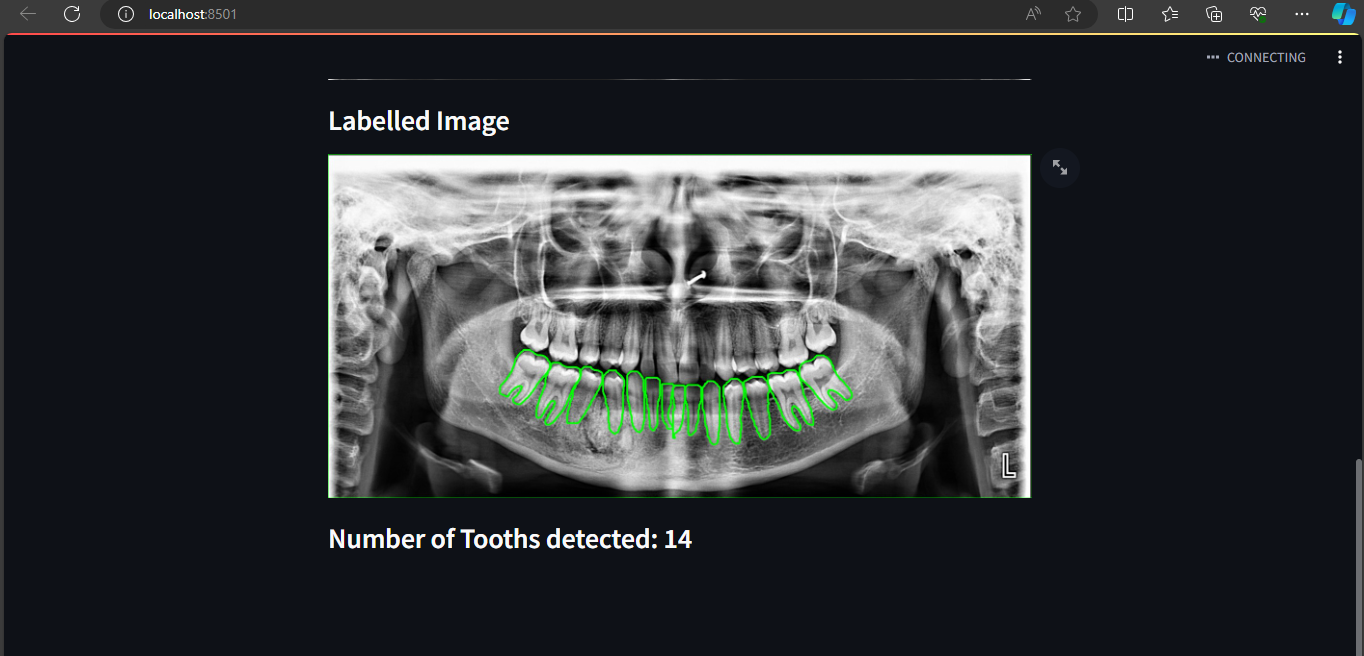 localhost:8501
CONNECTING
Labelled Image
L
Number of Tooths detected: 14